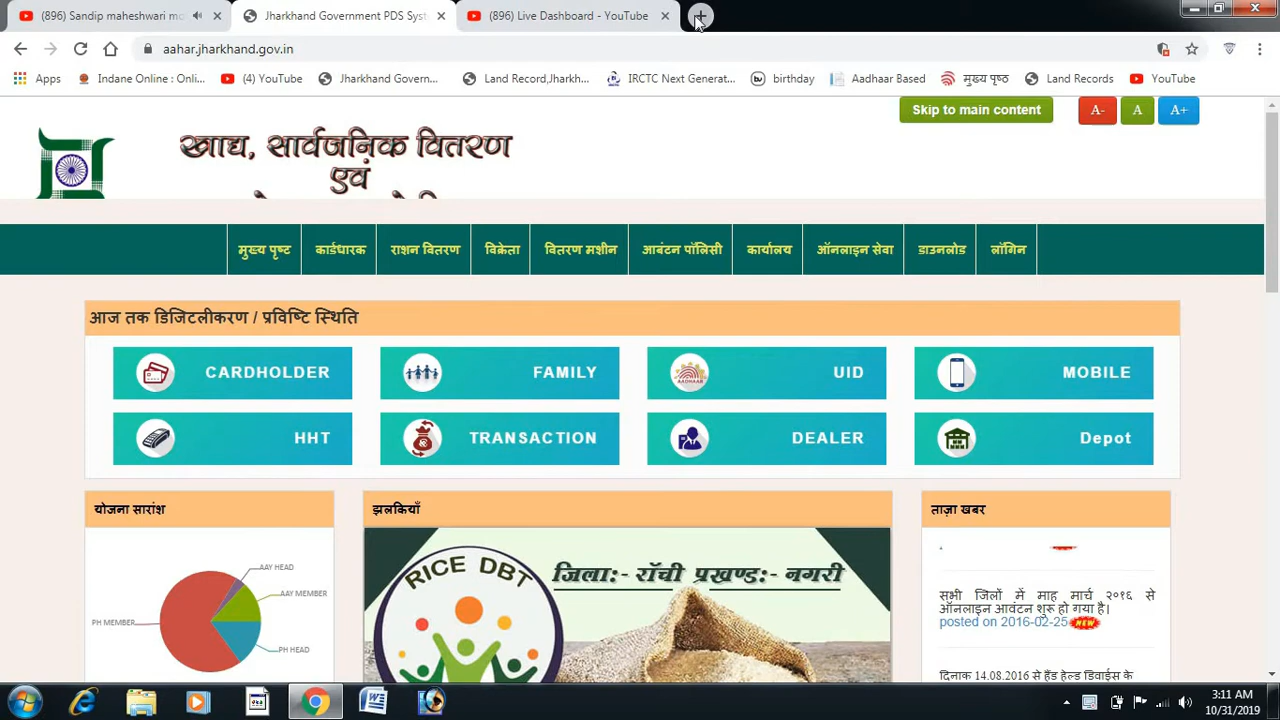 (896) Sandip maheshwari mo
Jharkhand Government PDS Syst
Live Dashboard - YouTube
aahar.jharkhand.gov.in
Apps
Indane Online : Onli...
(4) YouTube
Jharkhand Govern...
Land Record,Jharkh...
IRCTC Next Generat...
birthday
Aadhaar Based
मुख्य पृष्ठ
Land Records
YouTube
Skip to main content
A-
A
A+
खाद्य, सार्वजनिक वितरण
एवं
मुख्य पृष्ट
कार्डधारक
राशन वितरण
विक्रेता
वितरण मशीन
आबंटन पॉलिसी
कार्यालय
ऑनलाइन सेवा
डाउनलोड
लॉगिन
आज तक डिजिटलीकरण / प्रविष्टि स्थिति
CARDHOLDER
FAMILY
UID
MOBILE
HHT
TRANSACTION
DEALER
Depot
योजना सारांश
झलकियाँ
ताज़ा खबर
AAY HEAD
AAY MEMBER
PH MEMBER
PH HEAD
RICE DBT
जिला:- राँची प्रखण्ड:- नगरी
सभी जिलों में माह मार्च २०१६ से
ऑनलाइन आवंटन शुरू हो गया है।
posted on 2016-02-25 NEW
दिनाक 14.08.2016 से हैंड हेल्ड डिवाईस के
3:11 AM
10/31/2019